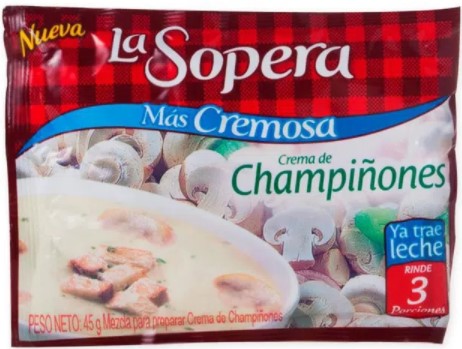 Nueva
La Sopera
Más Cremosa
Crema de
Champiñones
Ya trae
leche
RINDE
3
Porciones
PESO NETO: 45 g Mezcla para preparar Crema de Champiñones